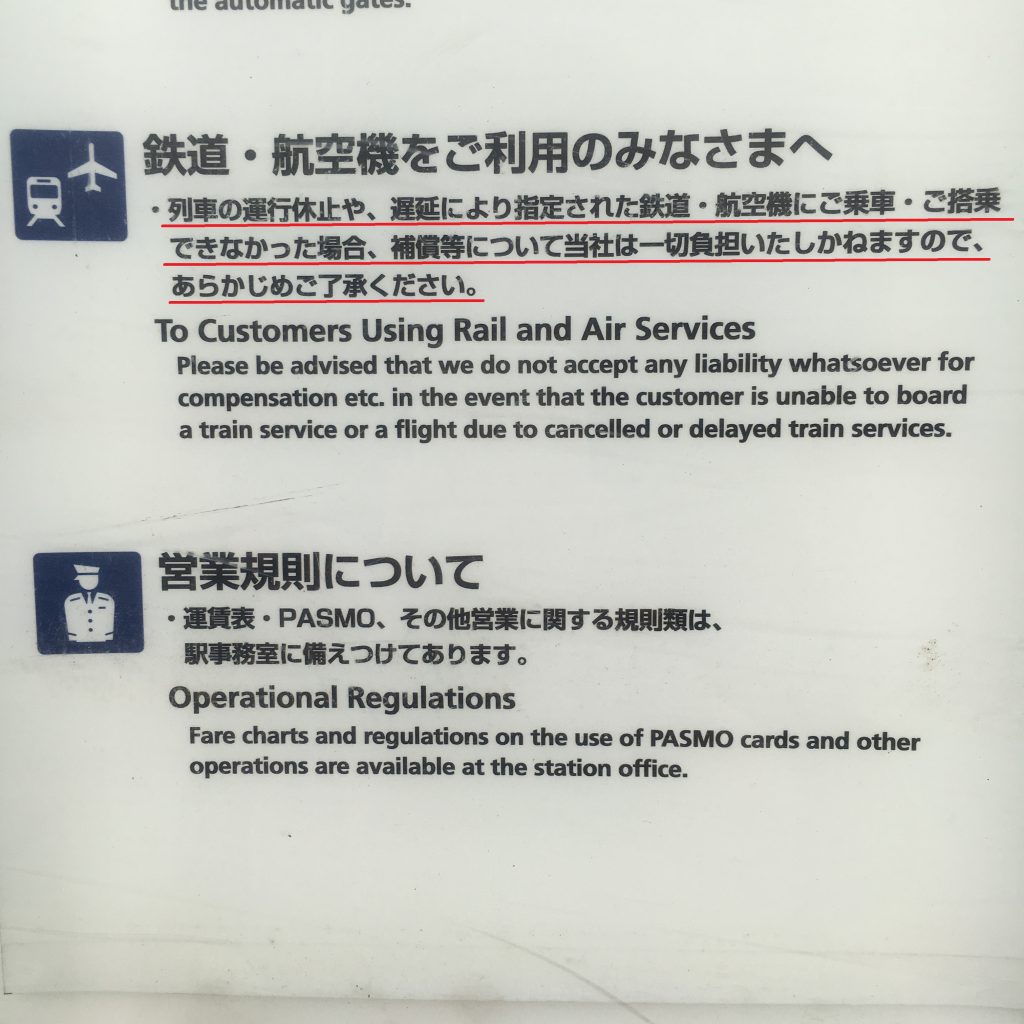 the automatic gates.
鉄道・航空機をご利用のみなさまへ
・列車の運行休止や、遅延により指定された鉄道・航空機にご乗車・ご搭乗
できなかった場合、補償等について当社は一切負担いたしかねますので、
あらかじめご了承ください。
To Customers Using Rail and Air Services
Please be advised that we do not accept any liability whatsoever for
compensation etc. in the event that the customer is unable to board
a train service or a flight due to cancelled or delayed train services.
営業規則について
・運賃表・PASMO、その他営業に関する規則類は、
駅事務室に備えつけてあります。
Operational Regulations
Fare charts and regulations on the use of PASMO cards and other
operations are available at the station office.